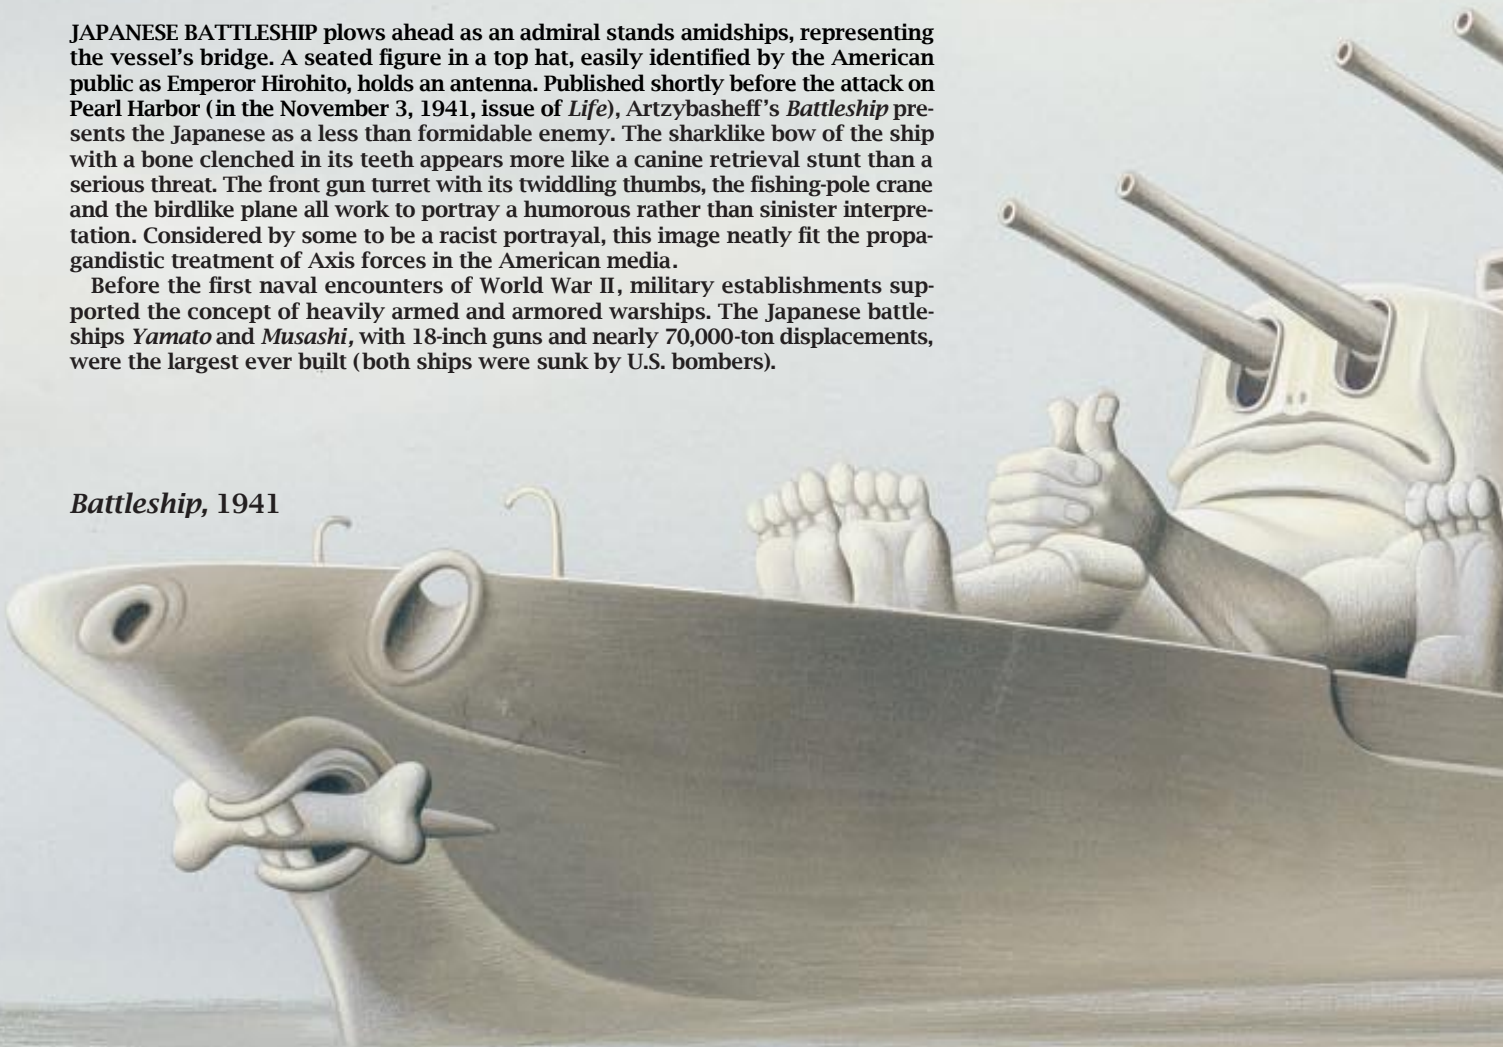 JAPANESE BATTLESHIP plows ahead as an admiral stands amidships, representing
the vessel's bridge. A seated figure in a top hat, easily identified by the American
public as Emperor Hirohito, holds an antenna. Published shortly before the attack on
Pearl Harbor (in the November 3, 1941, issue of Life), Artzybasheff's Battleship pre-
sents the Japanese as a less than formidable enemy. The sharklike bow of the ship
with a bone clenched in its teeth appears more like a canine retrieval stunt than a
serious threat. The front gun turret with its twiddling thumbs, the fishing-pole crane
and the birdlike plane all work to portray a humorous rather than sinister interpre-
tation. Considered by some to be a racist portrayal, this image neatly fit the propa-
gandistic treatment of Axis forces in the American media.
Before the first naval encounters of World War II, military establishments sup-
ported the concept of heavily armed and armored warships. The Japanese battle-
ships Yamato and Musashi, with 18-inch guns and nearly 70,000-ton displacements,
were the largest ever built (both ships were sunk by U.S. bombers).
Battleship, 1941